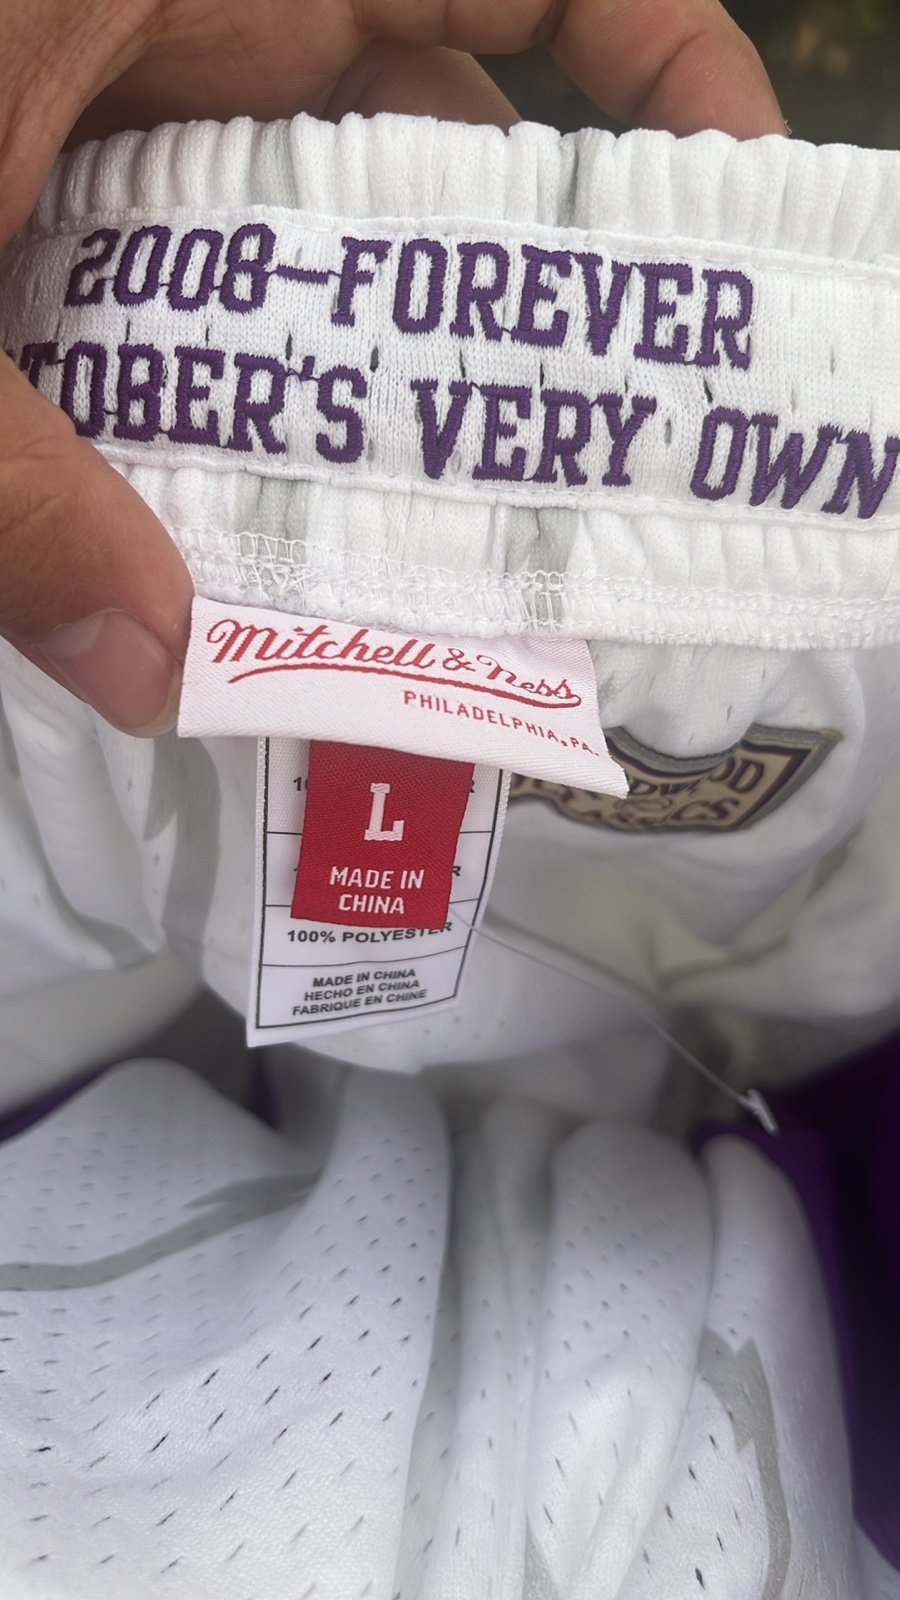 2008–FOREVER
TOBER'S VERY OWN
Mitchell & Ness
PHILADELPHIA, PA.
L
MADE IN
CHINA
100% POLYESTER
MADE IN CHINA
HECHO EN CHINA
FABRIQUE EN CHINE